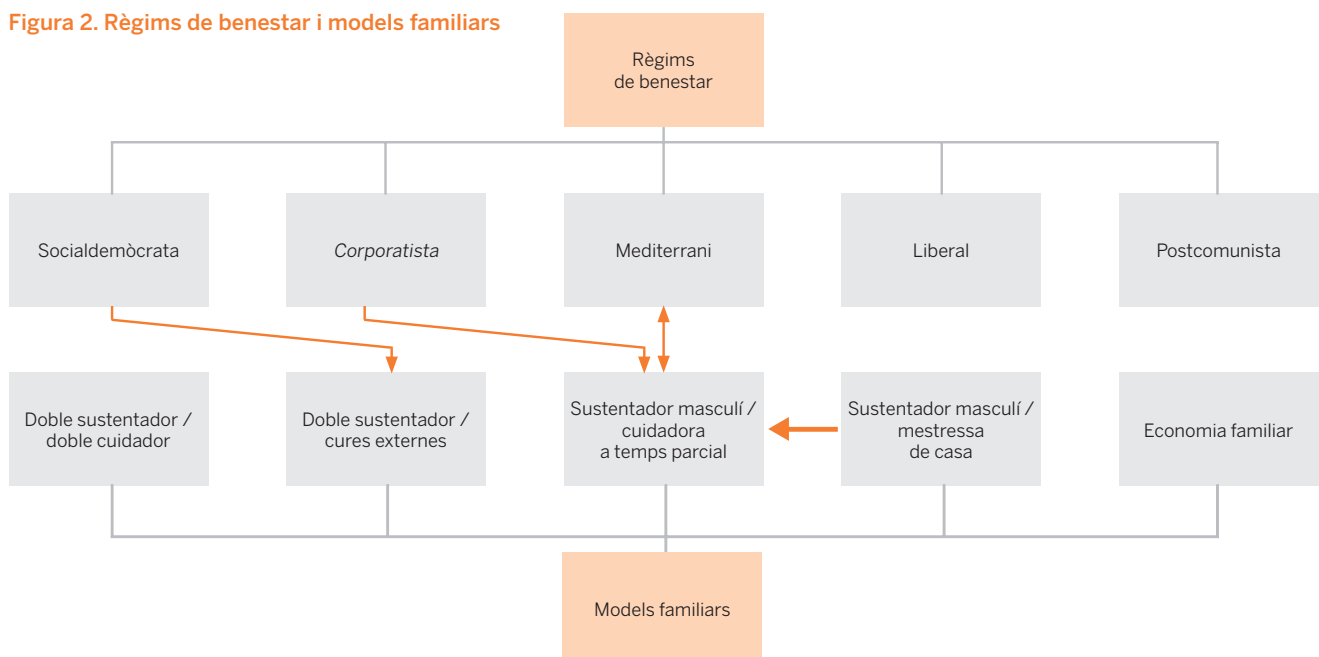 Figura 2. Règims de benestar i models familiars
Règims
de benestar
Socialdemòcrata
Corporatista
Mediterrani
Liberal
Postcomunista
Doble sustentador /
doble cuidador
Doble sustentador /
cures externes
Sustentador masculí /
cuidadora
a temps parcial
Sustentador masculí /
mestressa
de casa
Economia familiar
Models familiars